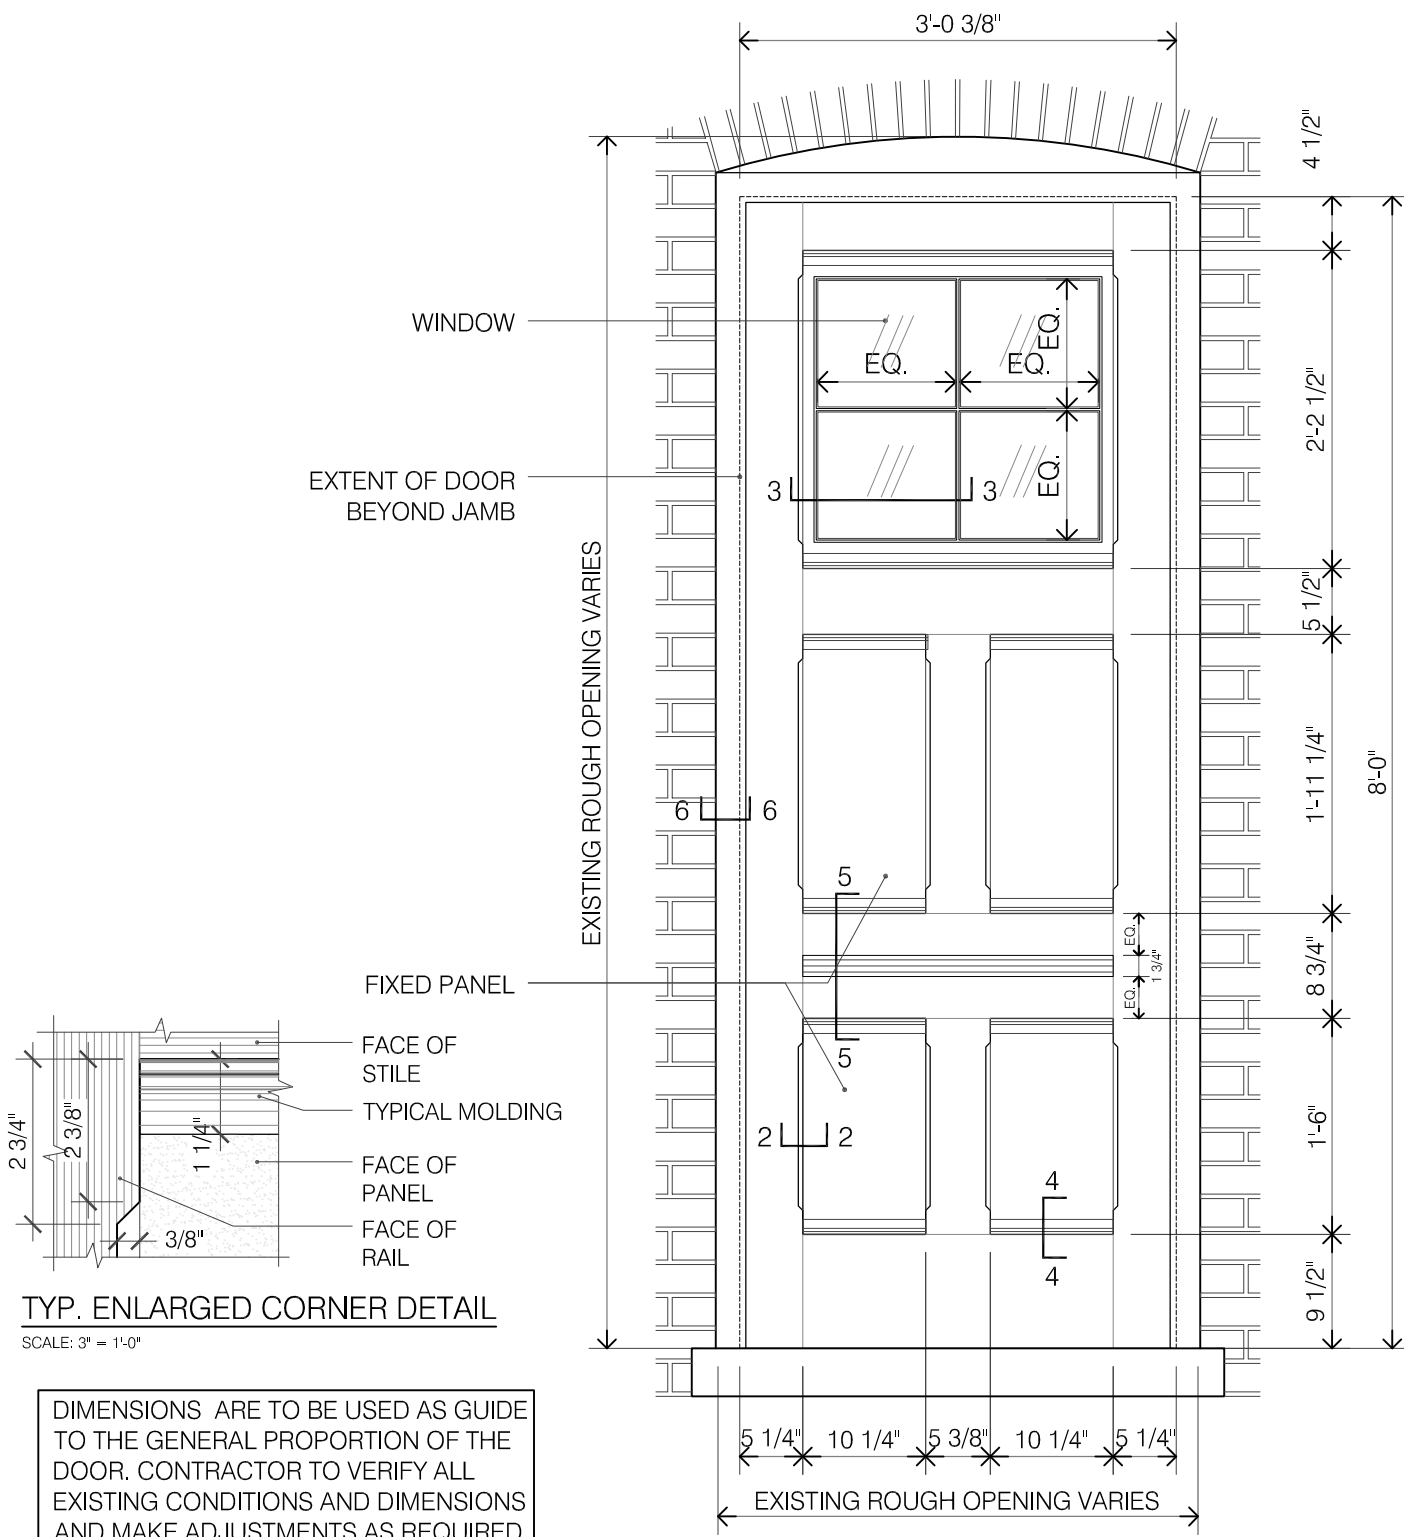 3'-0 3/8"
4 1/2"
WINDOW
EQ.
EQ.
EQ.
2'-2 1/2"
EXTENT OF DOOR
BEYOND JAMB
3
3
EQ.
5 1/2"
EXISTING ROUGH OPENING VARIES
1'-11 1/4"
8'-0"
6
6
5
FIXED PANEL
EQ.
1 3/4"
EQ.
8 3/4"
5
2
2
1'-6"
4
4
9 1/2"
FACE OF
STILE
TYPICAL MOLDING
2 3/4"
2 3/8"
1 1/4"
FACE OF
PANEL
FACE OF
RAIL
3/8"
TYP. ENLARGED CORNER DETAIL
SCALE: 3" = 1'-0"
DIMENSIONS ARE TO BE USED AS GUIDE
TO THE GENERAL PROPORTION OF THE
DOOR. CONTRACTOR TO VERIFY ALL
EXISTING CONDITIONS AND DIMENSIONS
AND MAKE ADJUSTMENTS AS REQUIRED
5 1/4"
10 1/4"
5 3/8"
10 1/4"
5 1/4"
EXISTING ROUGH OPENING VARIES